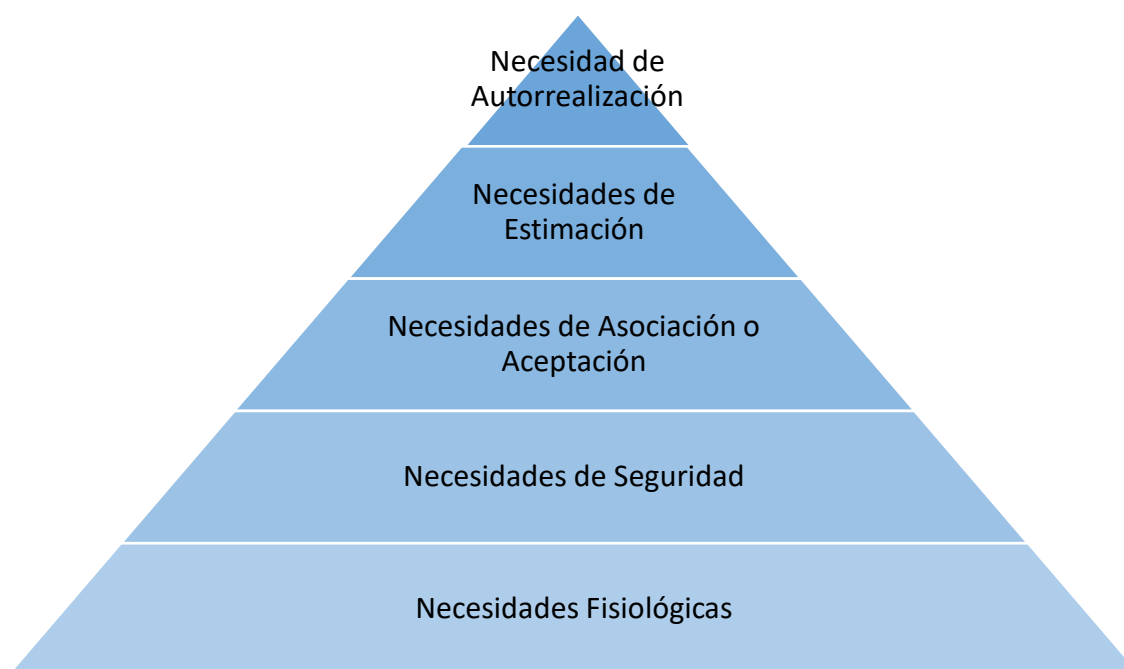 Necesidad de
Autorrealización
Necesidades de
Estimación
Necesidades de Asociación o
Aceptación
Necesidades de Seguridad
Necesidades Fisiológicas